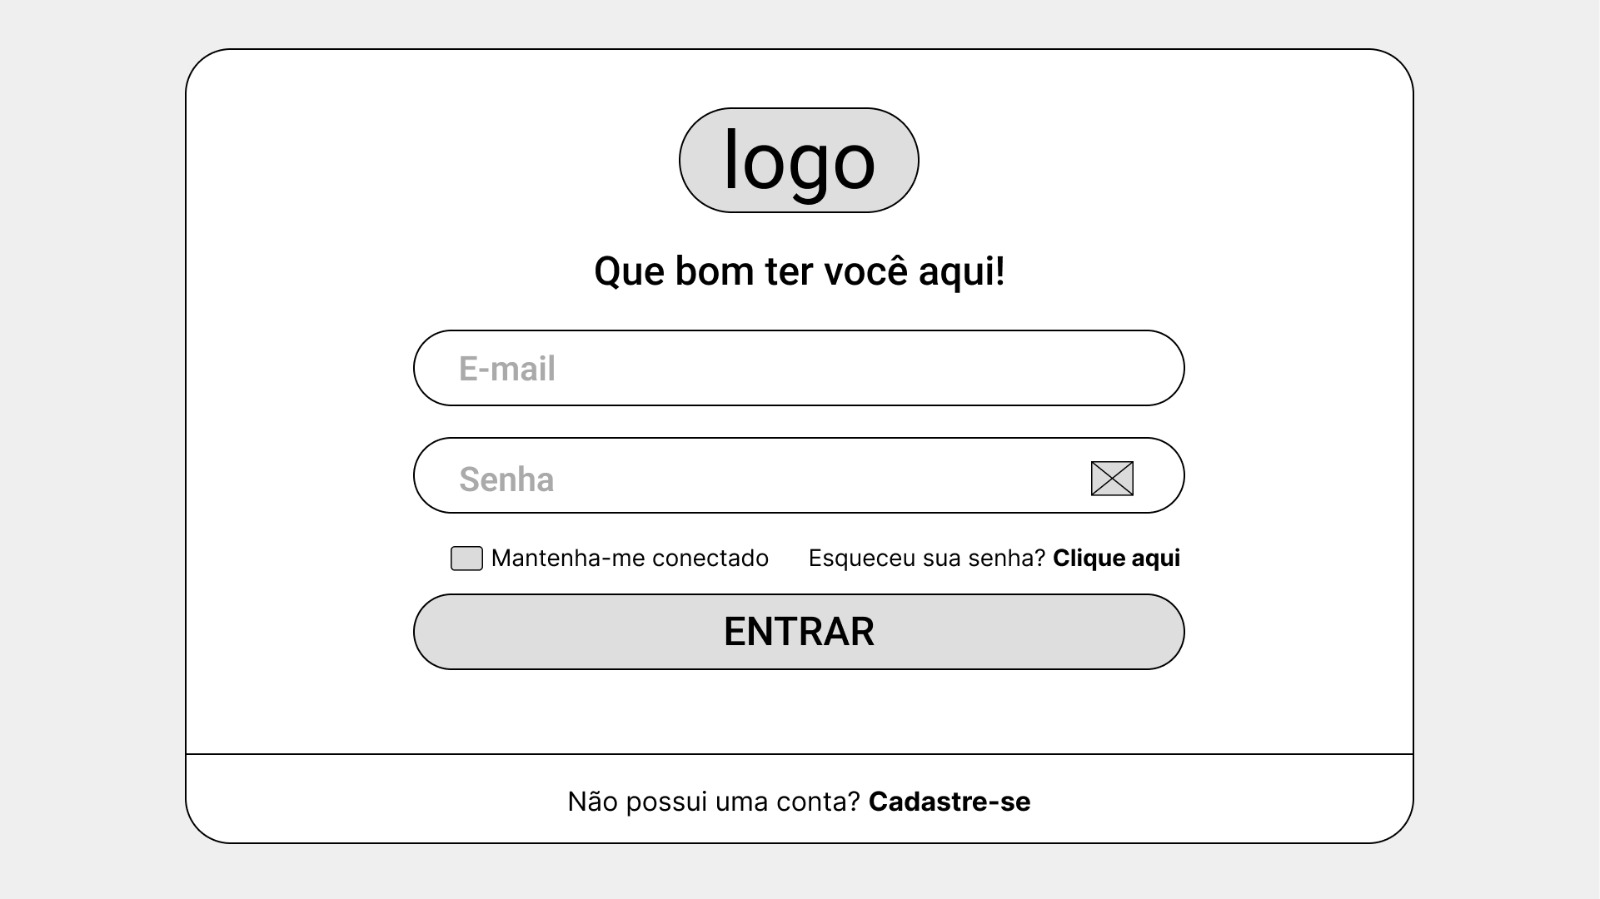 logo
Que bom ter você aqui!
E-mail
Senha
Mantenha-me conectado Esqueceu sua senha? Clique aqui
ENTRAR
Não possui uma conta? Cadastre-se